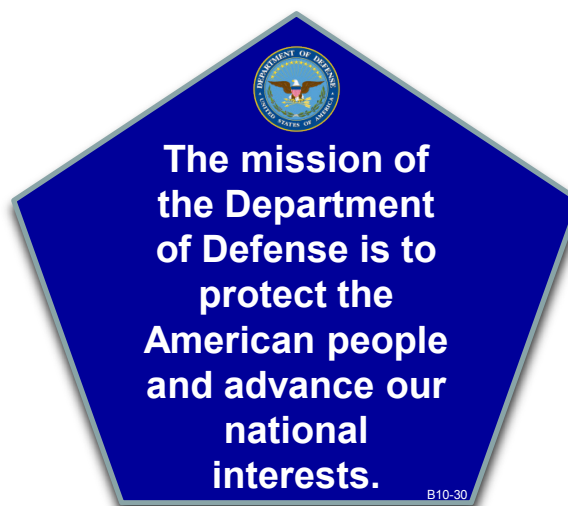 DEPARTMENT OF DEFENSE
UNITED STATES OF AMERICA
The mission of
the Department
of Defense is to
protect the
American people
and advance our
national
interests.
B10-30